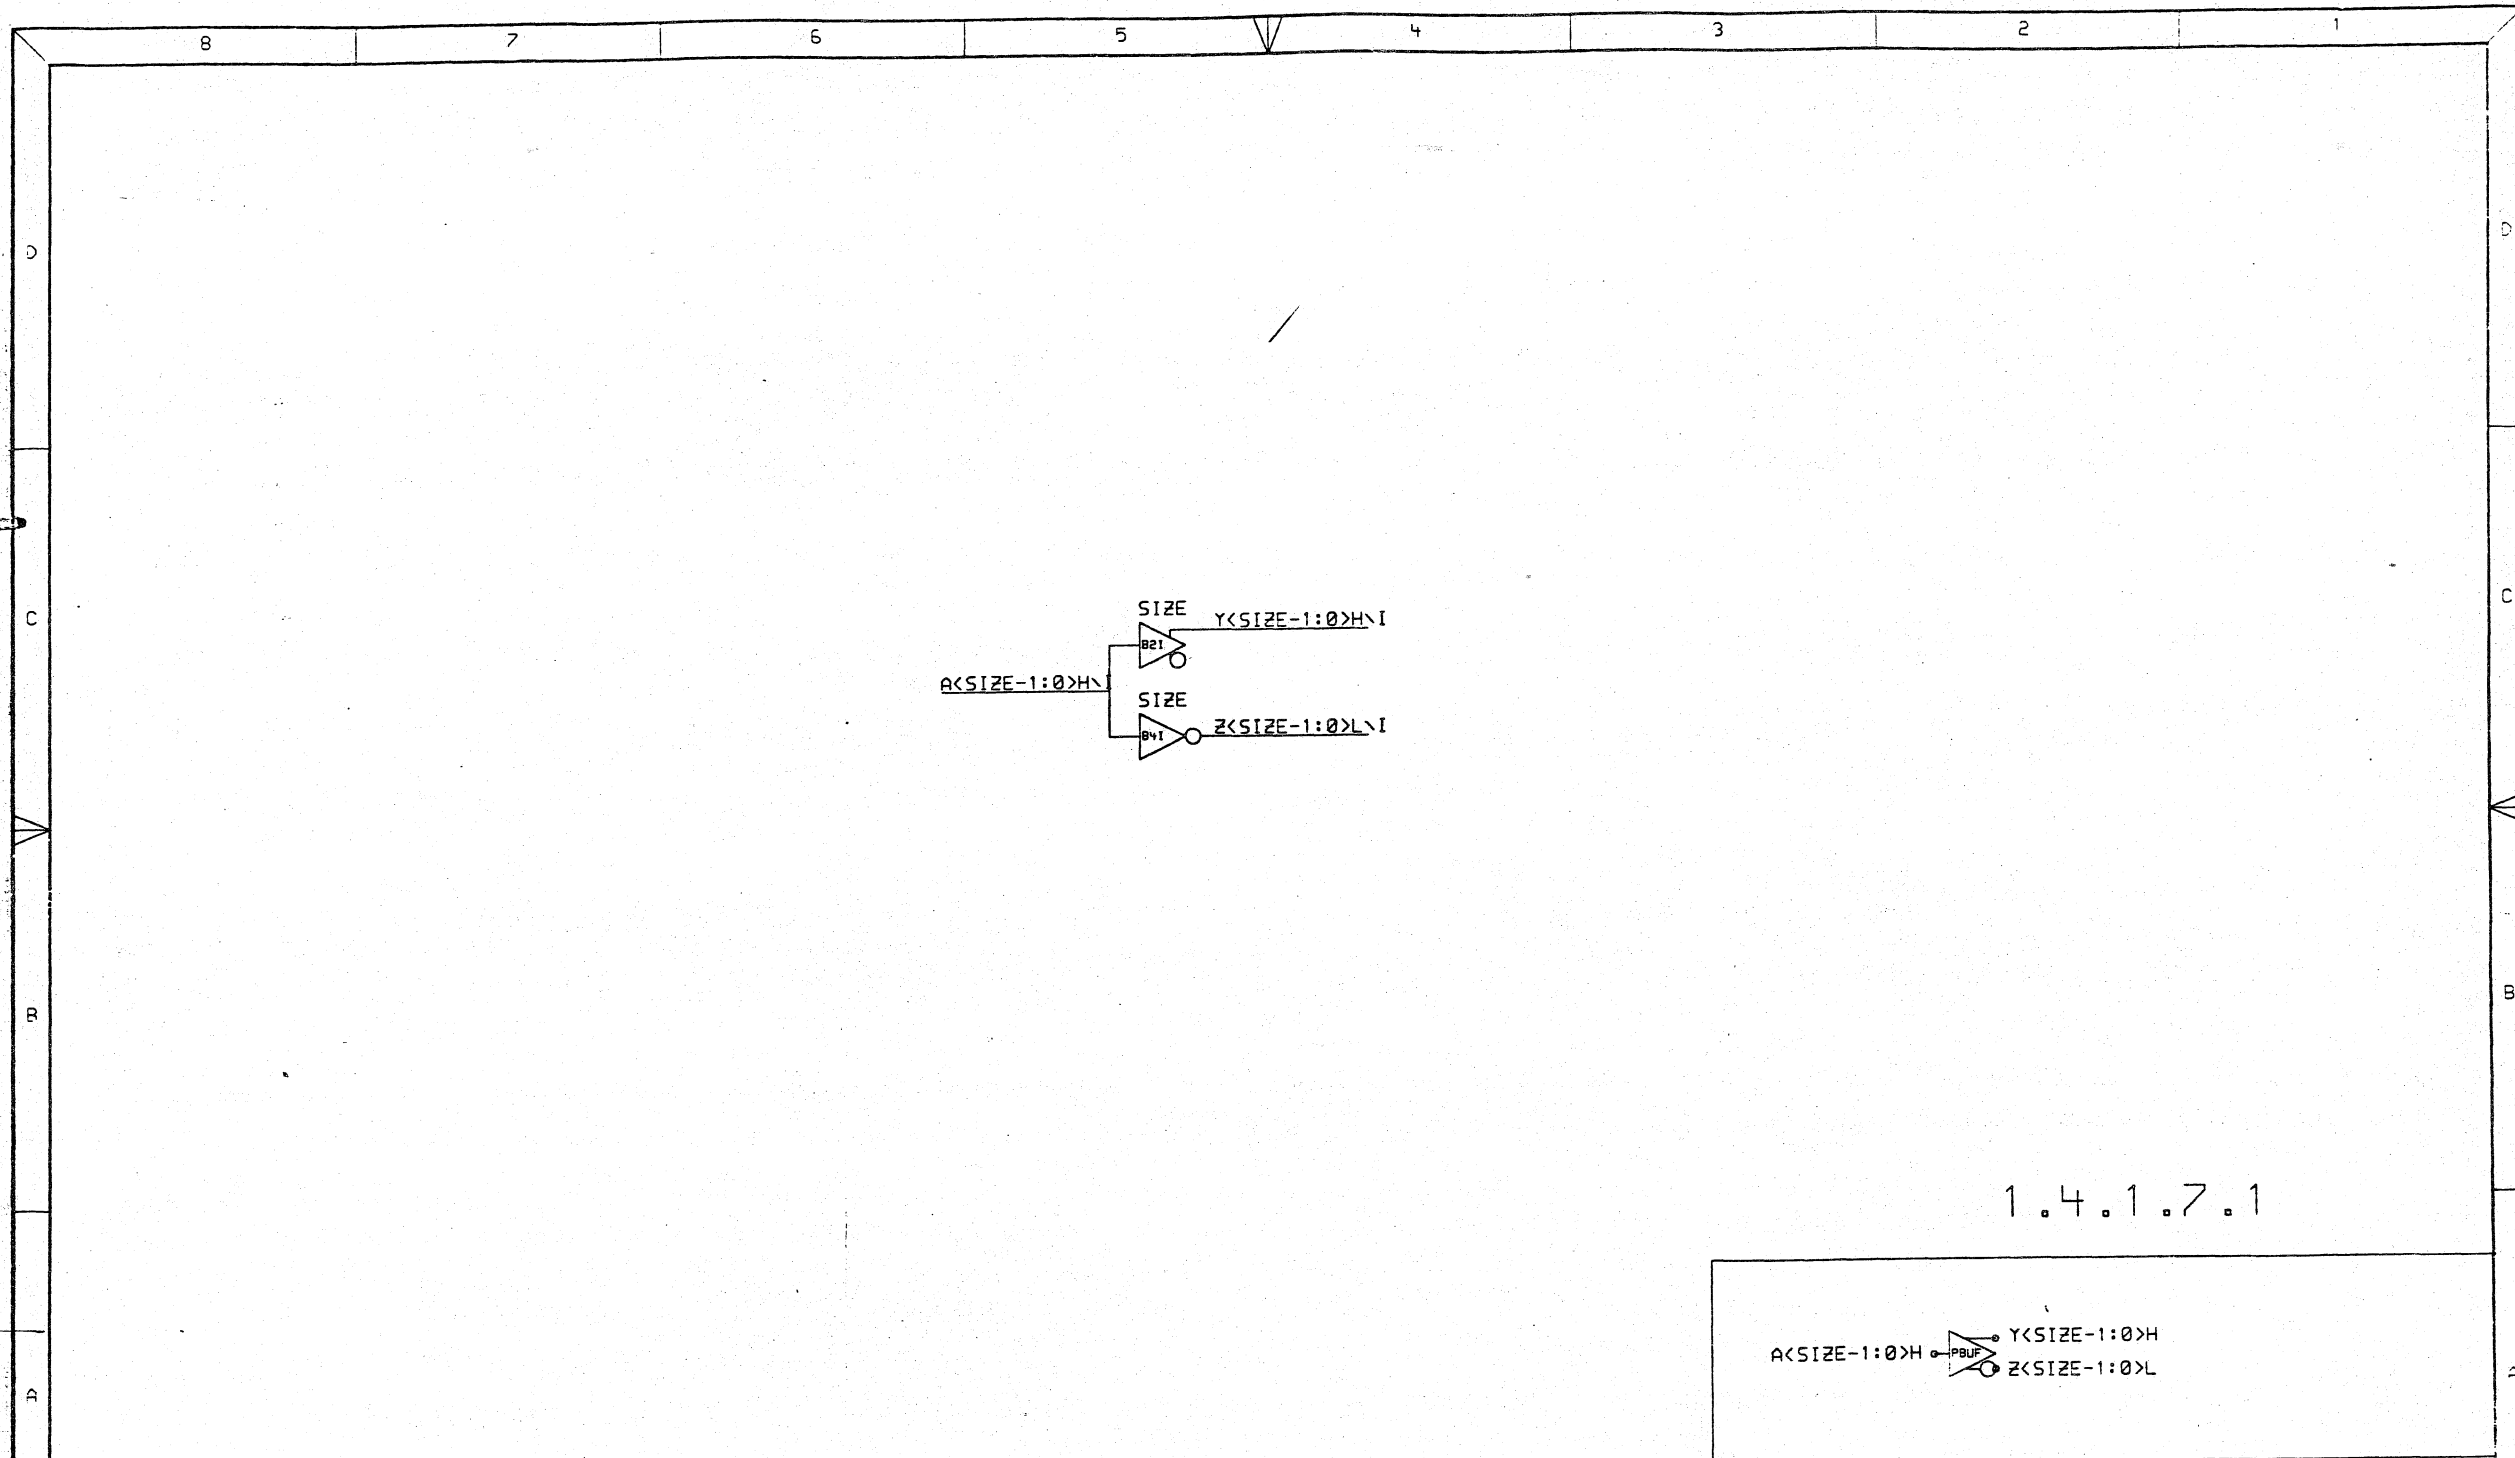 8 7 6 5 4 3 2 1
D D
C C
SIZE
Y<SIZE-1:0>H\I
B2I
A<SIZE-1:0>H\I
SIZE
Z<SIZE-1:0>L\I
B4I
B B
1.4.1.7.1
Y<SIZE-1:0>H
A<SIZE-1:0>H PBUF
Z<SIZE-1:0>L
A